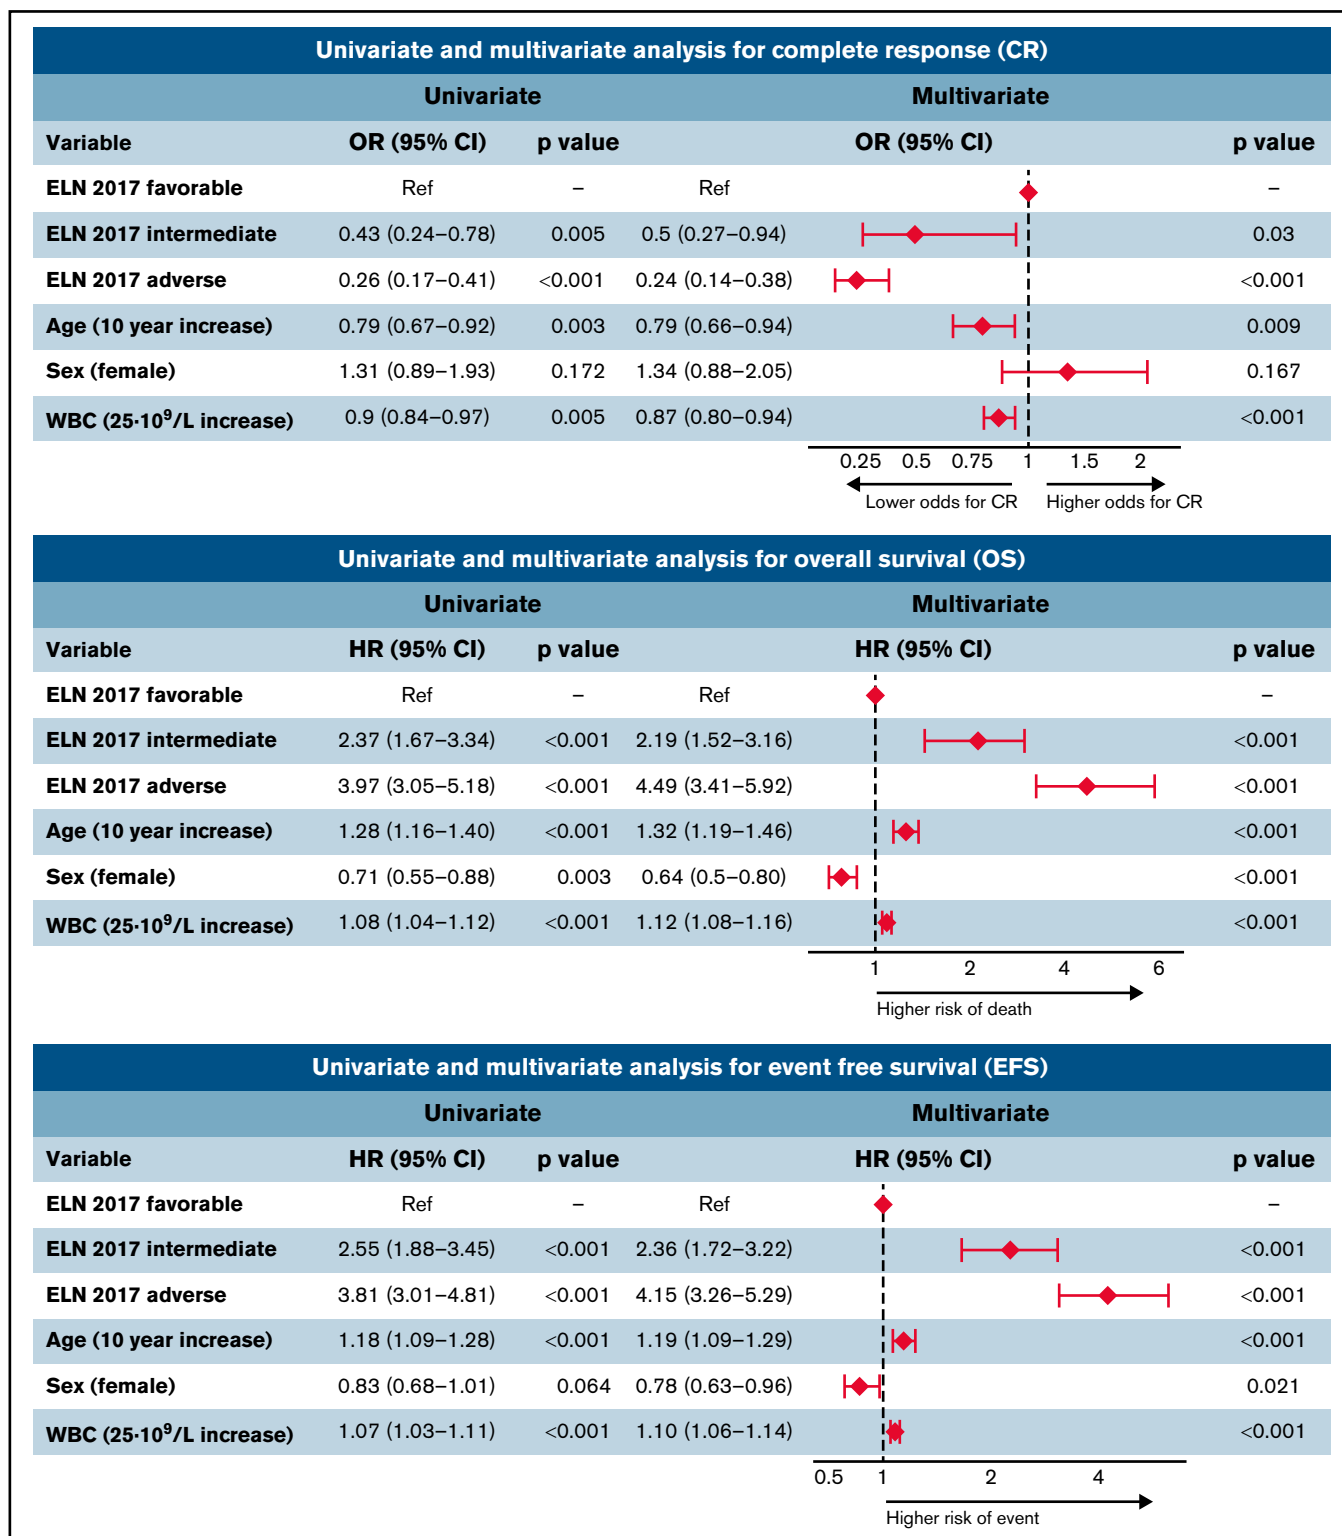 Univariate and multivariate analysis for complete response (CR)
Univariate Multivariate
Variable OR (95% CI) p value OR (95% CI) p value
ELN 2017 favorable Ref – Ref –
ELN 2017 intermediate 0.43 (0.24–0.78) 0.005 0.5 (0.27–0.94) 0.03
ELN 2017 adverse 0.26 (0.17–0.41) <0.001 0.24 (0.14–0.38) <0.001
Age (10 year increase) 0.79 (0.67–0.92) 0.003 0.79 (0.66–0.94) 0.009
Sex (female) 1.31 (0.89–1.93) 0.172 1.34 (0.88–2.05) 0.167
WBC (25·10⁹/L increase) 0.9 (0.84–0.97) 0.005 0.87 (0.80–0.94) <0.001
0.25 0.5 0.75 1 1.5 2
Lower odds for CR Higher odds for CR
Univariate and multivariate analysis for overall survival (OS)
Univariate Multivariate
Variable HR (95% CI) p value HR (95% CI) p value
ELN 2017 favorable Ref – Ref –
ELN 2017 intermediate 2.37 (1.67–3.34) <0.001 2.19 (1.52–3.16) <0.001
ELN 2017 adverse 3.97 (3.05–5.18) <0.001 4.49 (3.41–5.92) <0.001
Age (10 year increase) 1.28 (1.16–1.40) <0.001 1.32 (1.19–1.46) <0.001
Sex (female) 0.71 (0.55–0.88) 0.003 0.64 (0.5–0.80) <0.001
WBC (25·10⁹/L increase) 1.08 (1.04–1.12) <0.001 1.12 (1.08–1.16) <0.001
1 2 4 6
Higher risk of death
Univariate and multivariate analysis for event free survival (EFS)
Univariate Multivariate
Variable HR (95% CI) p value HR (95% CI) p value
ELN 2017 favorable Ref – Ref –
ELN 2017 intermediate 2.55 (1.88–3.45) <0.001 2.36 (1.72–3.22) <0.001
ELN 2017 adverse 3.81 (3.01–4.81) <0.001 4.15 (3.26–5.29) <0.001
Age (10 year increase) 1.18 (1.09–1.28) <0.001 1.19 (1.09–1.29) <0.001
Sex (female) 0.83 (0.68–1.01) 0.064 0.78 (0.63–0.96) 0.021
WBC (25·10⁹/L increase) 1.07 (1.03–1.11) <0.001 1.10 (1.06–1.14) <0.001
0.5 1 2 4
Higher risk of event